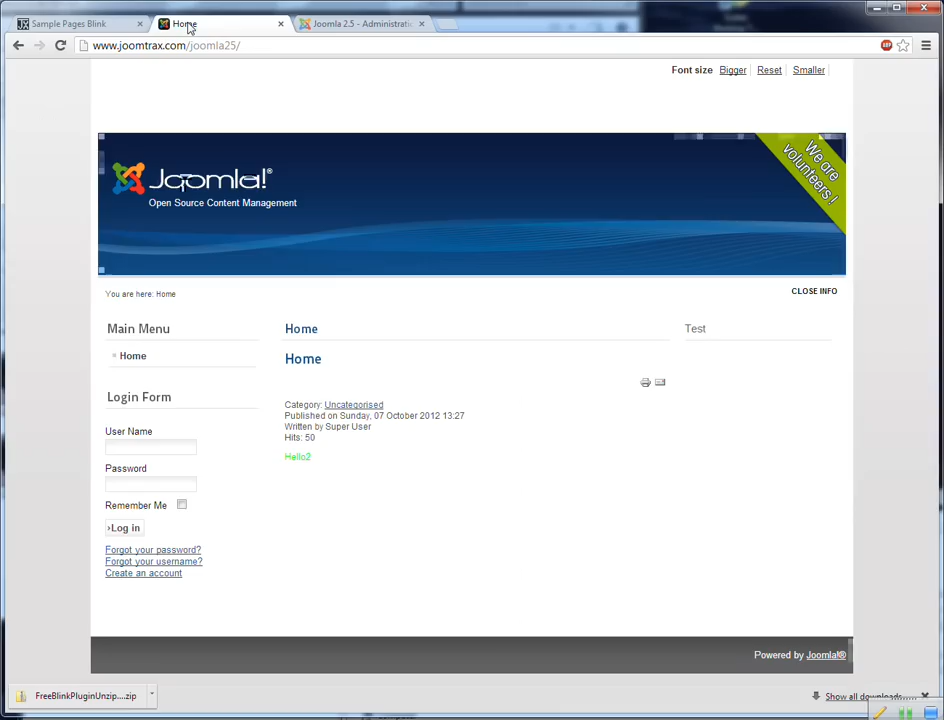 Sample Pages Blink
Home
Joomla 2.5 - Administrati
www.joomtrax.com/joomla25/
ABP
Font size Bigger Reset Smaller
Joomla!®
Open Source Content Management
We are
volunteers!
You are here: Home
CLOSE INFO
Main Menu
Home
Login Form
User Name
Password
Remember Me
›Log in
Forgot your password?
Forgot your username?
Create an account
Home
Home
Category: Uncategorised
Published on Sunday, 07 October 2012 13:27
Written by Super User
Hits: 50
Hello2
Test
Powered by Joomla!®
FreeBlinkPluginUnzip....zip
Show all downloads...